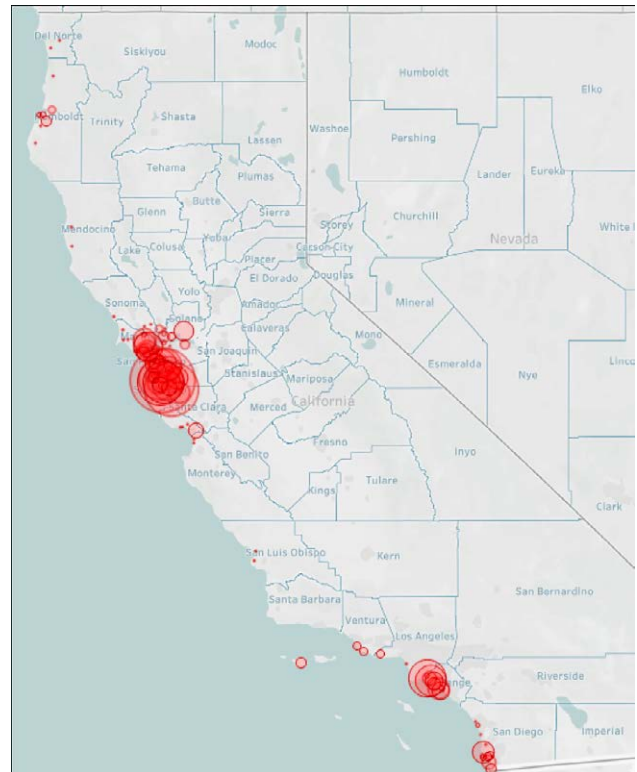 Del Norte
Siskiyou
Modoc
Humboldt
Elko
Trinity
Shasta
Lassen
Washoe
Pershing
Lander
Eureka
Tehama
Plumas
Glenn
Butte
Sierra
Churchill
Storey
Mendocino
Lake
Colusa
Yuba
Placer
Carson City
Nevada
White
Douglas
El Dorado
Sonoma
Yolo
Amador
Mineral
Solano
Calaveras
Mono
San Joaquin
Stanislaus
Mariposa
Esmeralda
Nye
Linco
Clara
Merced
California
Fresno
Inyo
San Benito
Monterey
Kings
Tulare
Clark
San Luis Obispo
Kern
Santa Barbara
Ventura
San Bernardino
Los Angeles
Riverside
San Diego
Imperial